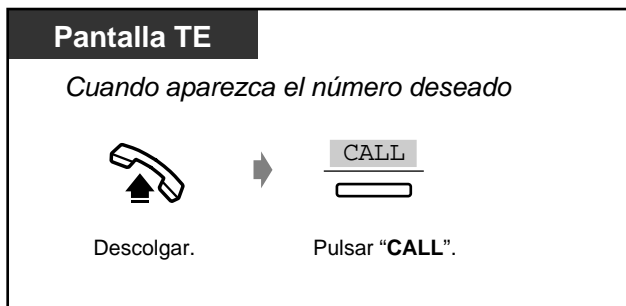 Pantalla TE
Cuando aparezca el número deseado
CALL
Descolgar.
Pulsar “CALL”.